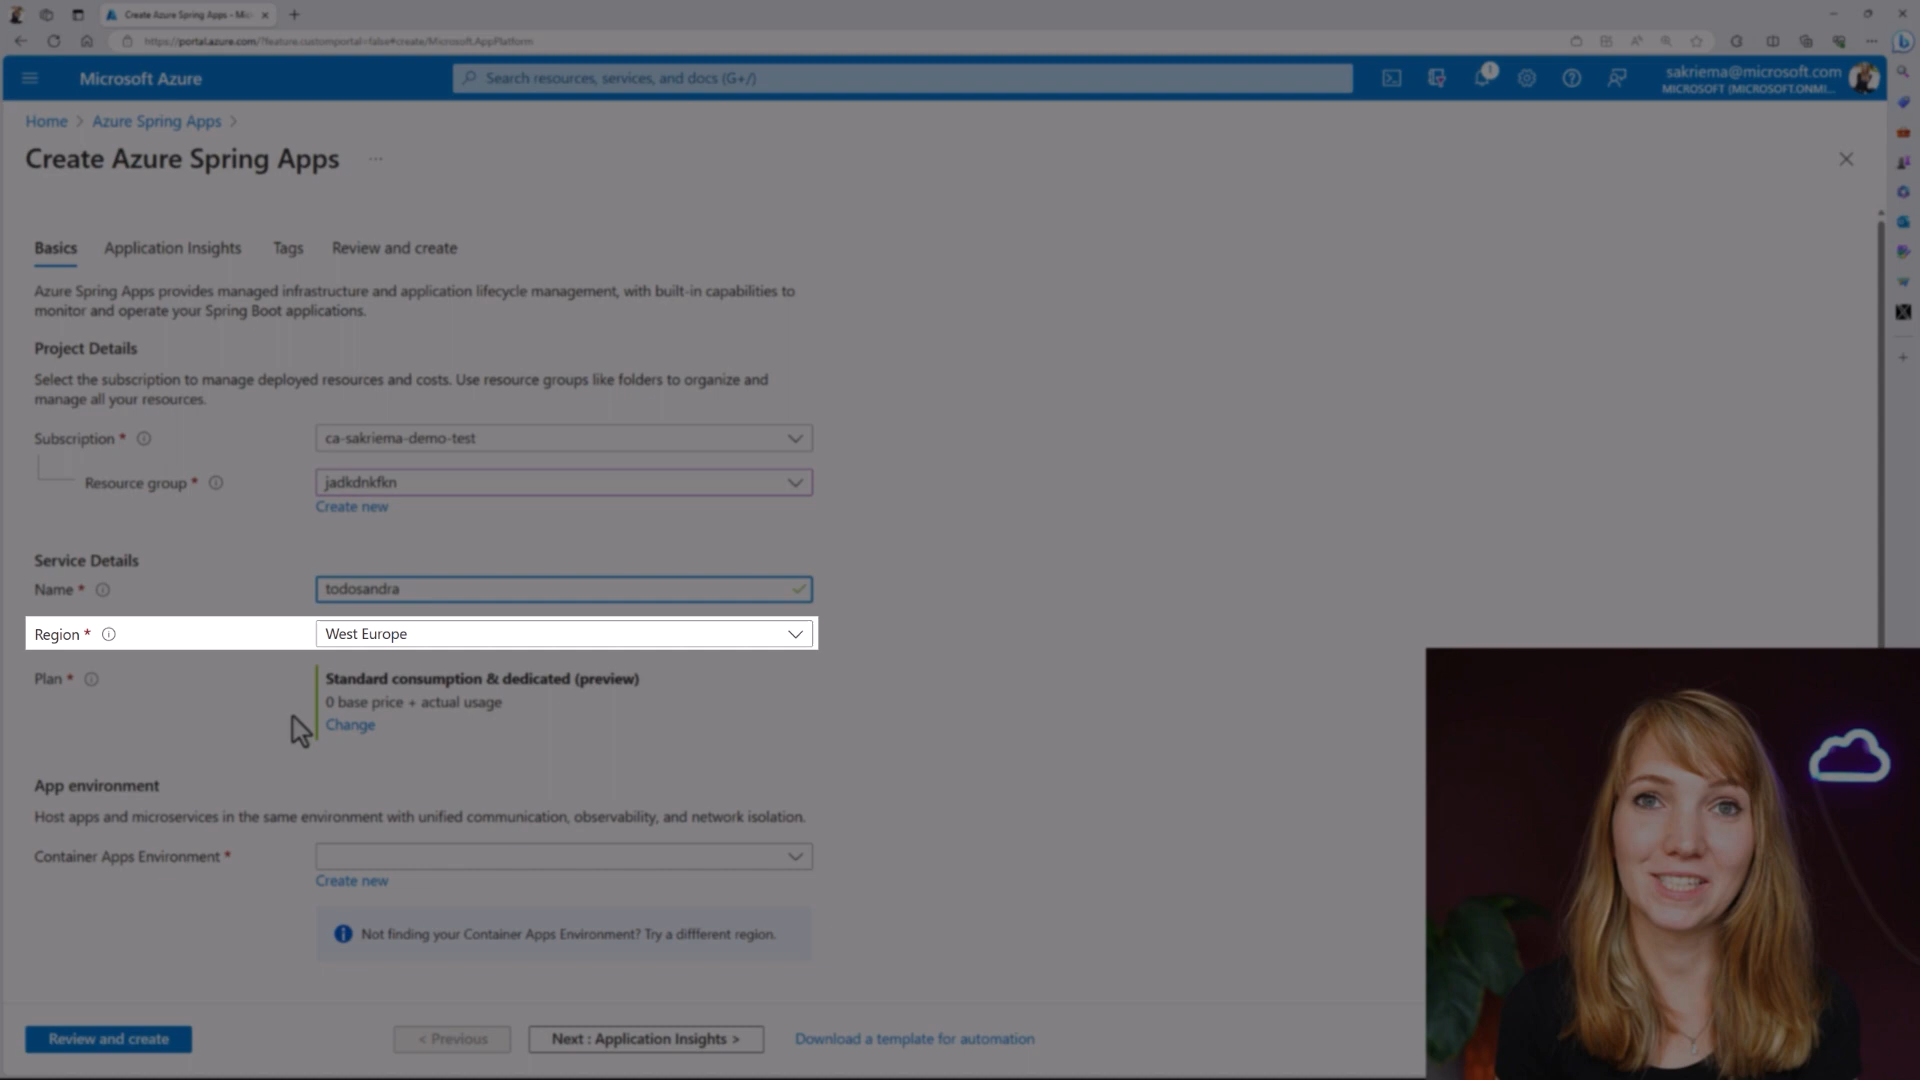 Create Azure Spring Apps - Mic
https://portal.azure.com/?feature.customportal=false#create/Microsoft.AppPlatform
Microsoft Azure
Search resources, services, and docs (G+/)
1
sakriema@microsoft.com
MICROSOFT (MICROSOFT.ONMI...
Home > Azure Spring Apps >
Create Azure Spring Apps ...
Basics Application Insights Tags Review and create
Azure Spring Apps provides managed infrastructure and application lifecycle management, with built-in capabilities to
monitor and operate your Spring Boot applications.
Project Details
Select the subscription to manage deployed resources and costs. Use resource groups like folders to organize and
manage all your resources.
Subscription * ca-sakriema-demo-test
Resource group * jadkdnkfkn
Create new
Service Details
Name * todosandra
Region * West Europe
Plan * Standard consumption & dedicated (preview)
0 base price + actual usage
Change
App environment
Host apps and microservices in the same environment with unified communication, observability, and network isolation.
Container Apps Environment *
Create new
Not finding your Container Apps Environment? Try a diffferent region.
Review and create < Previous Next : Application Insights > Download a template for automation